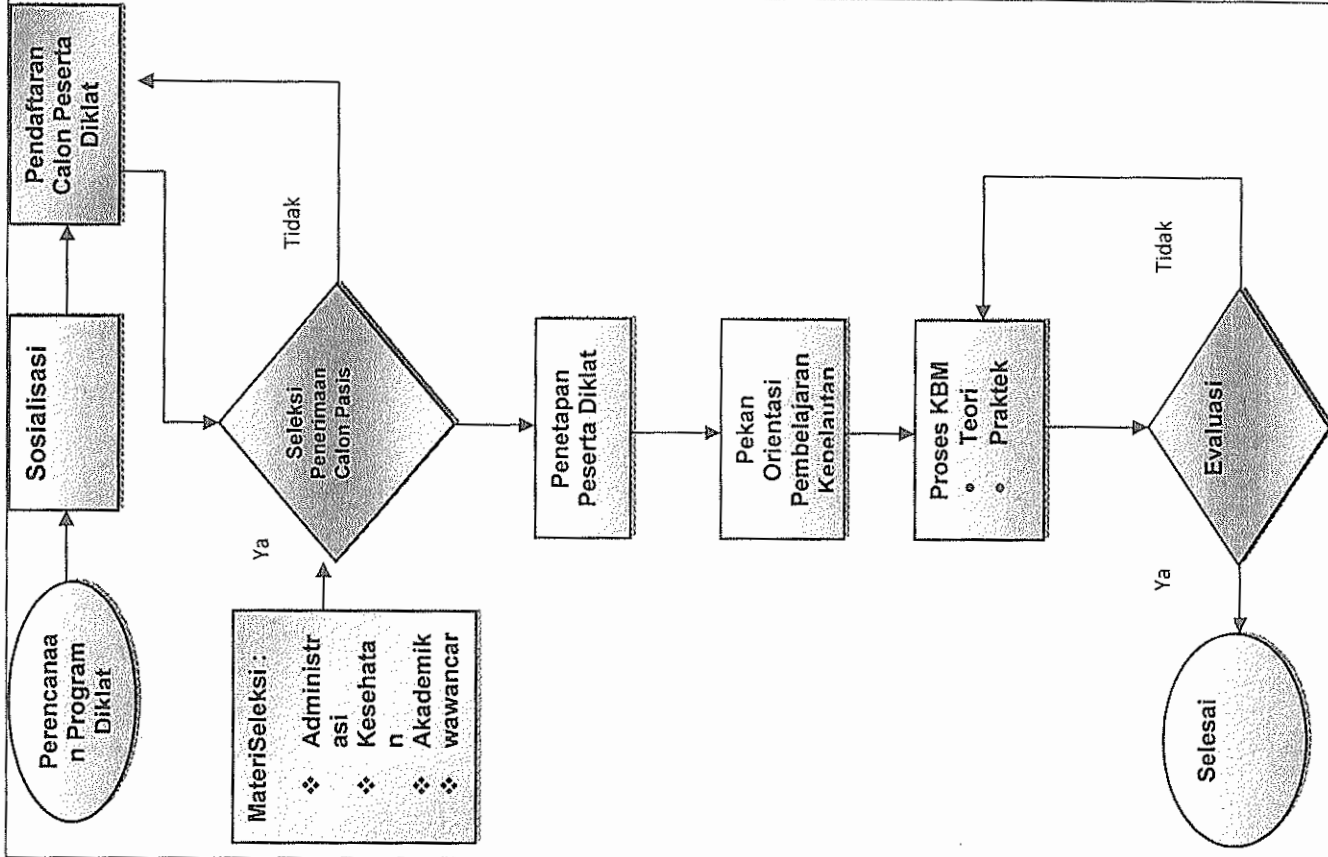 Perencanaa
n Program
Diklat
Sosialisasi
Pendaftaran
Calon Peserta
Diklat
MateriSeleksi :
❖ Administr
asi
❖ Kesehata
n
❖ Akademik
❖ wawancar
Ya
Seleksi
Penerimaan
Calon Pasis
Tidak
Penetapan
Peserta Diklat
Pekan
Orientasi
Pembelajaran
Kepelautan
Proses KBM
• Teori
• Praktek
Selesai
Ya
Evaluasi
Tidak